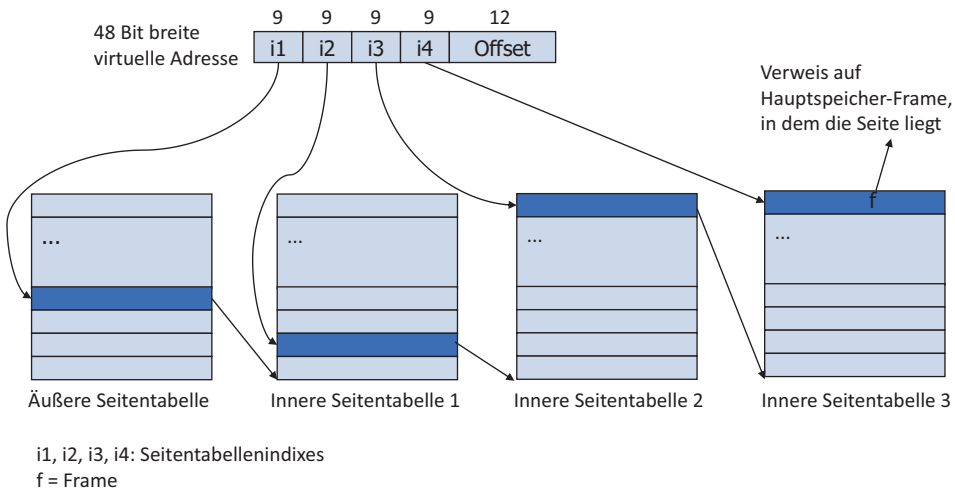 9 9 9 9 12
48 Bit breite
virtuelle Adresse
i1 i2 i3 i4 Offset
Verweis auf
Hauptspeicher-Frame,
in dem die Seite liegt
f
... ... ... ...
Äußere Seitentabelle Innere Seitentabelle 1 Innere Seitentabelle 2 Innere Seitentabelle 3
i1, i2, i3, i4: Seitentabellenindixes
f = Frame